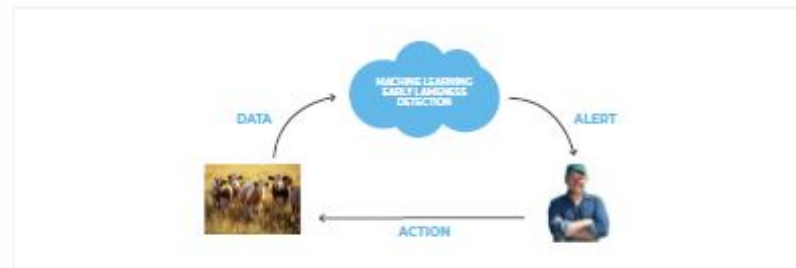 MACHINE LEARNING
EARLY LAMENESS
DETECTION
DATA
ALERT
ACTION